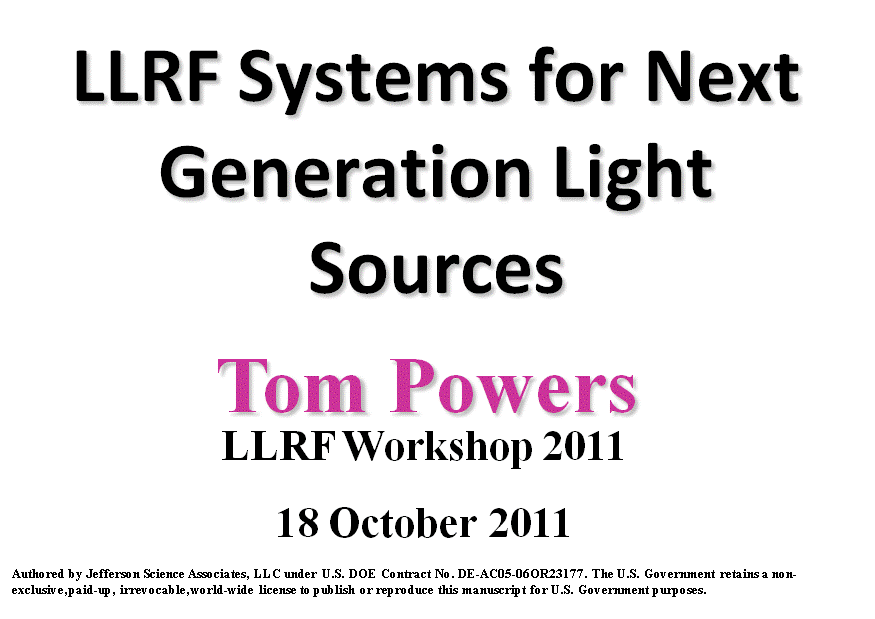 LLRF Systems for Next
Generation Light
Sources
Tom Powers
LLRF Workshop 2011
18 October 2011
Authored by Jefferson Science Associates, LLC under U.S. DOE Contract No. DE-AC05-06OR23177. The U.S. Government retains a non-
exclusive,paid-up, irrevocable,world-wide license to publish or reproduce this manuscript for U.S. Government purposes.